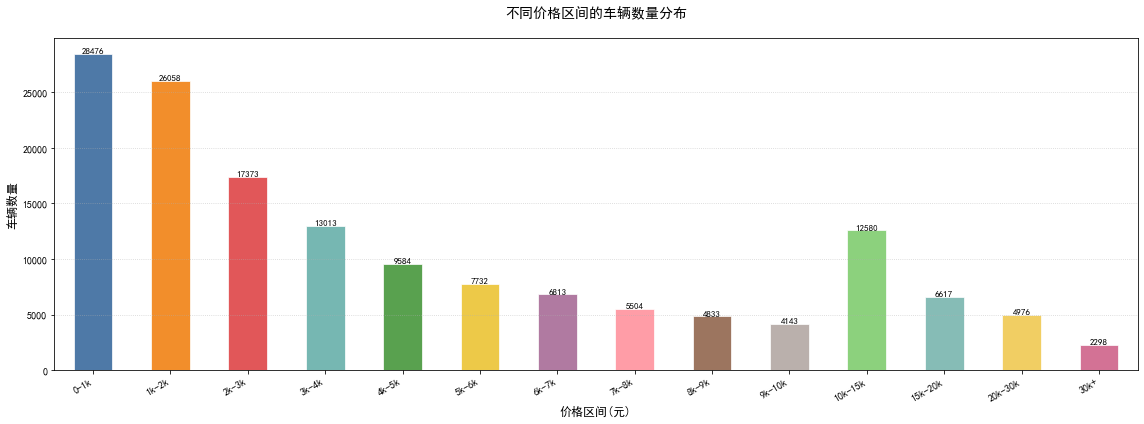 不同价格区间的车辆数量分布
车辆数量
25000
20000
15000
10000
5000
0
28476
26058
17373
13013
9584
7732
6813
5504
4833
4143
12580
6617
4976
2298
0-1k
1k-2k
2k-3k
3k-4k
4k-5k
5k-6k
6k-7k
7k-8k
8k-9k
9k-10k
10k-15k
15k-20k
20k-30k
30k+
价格区间(元)